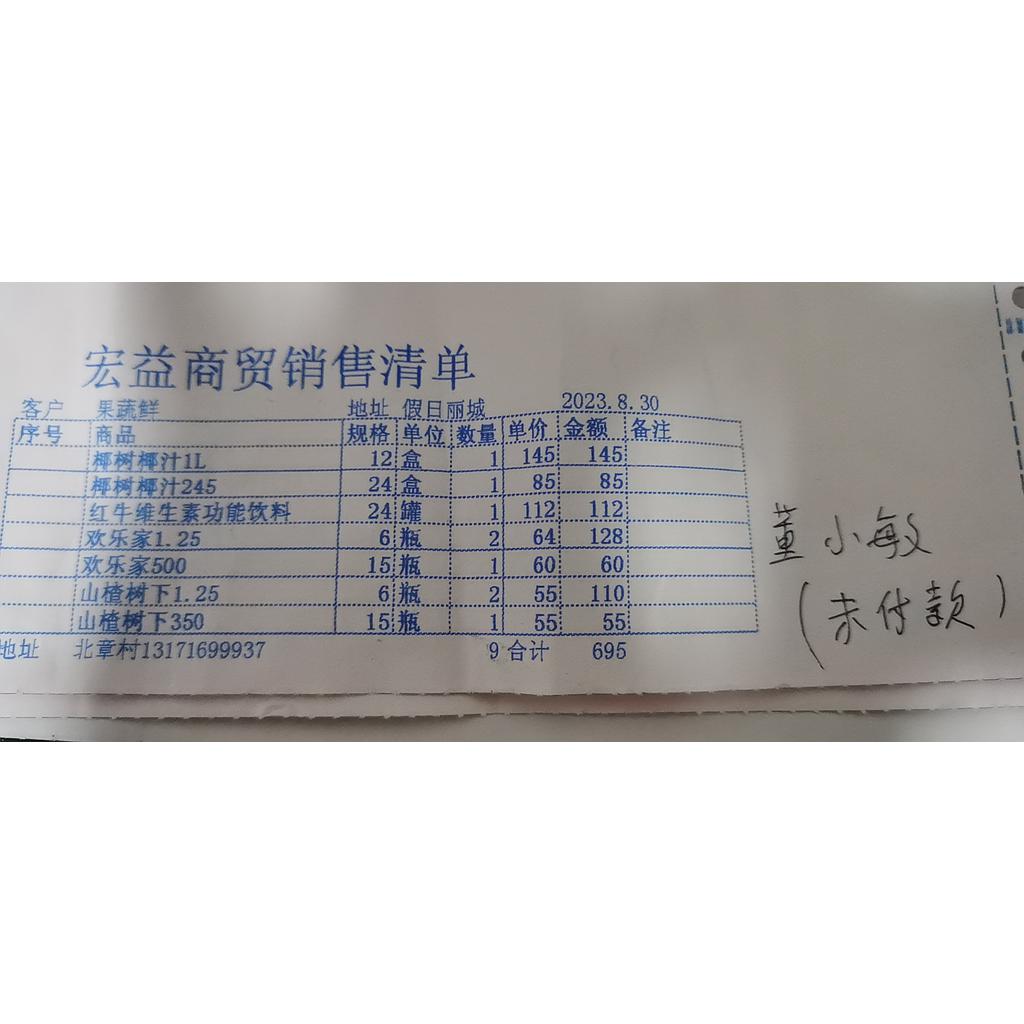 宏益商贸销售清单
客户 果蔬鲜 地址 假日丽城 2023.8.30
序号 商品 规格 单位 数量 单价 金额 备注
椰树椰汁1L 12 盒 1 145 145
椰树椰汁245 24 盒 1 85 85
红牛维生素功能饮料 24 罐 1 112 112
欢乐家1.25 6 瓶 2 64 128
欢乐家500 15 瓶 1 60 60
山楂树下1.25 6 瓶 2 55 110
山楂树下350 15 瓶 1 55 55
地址 北章村13171699937 9 合计 695
董小敏
(未付款)